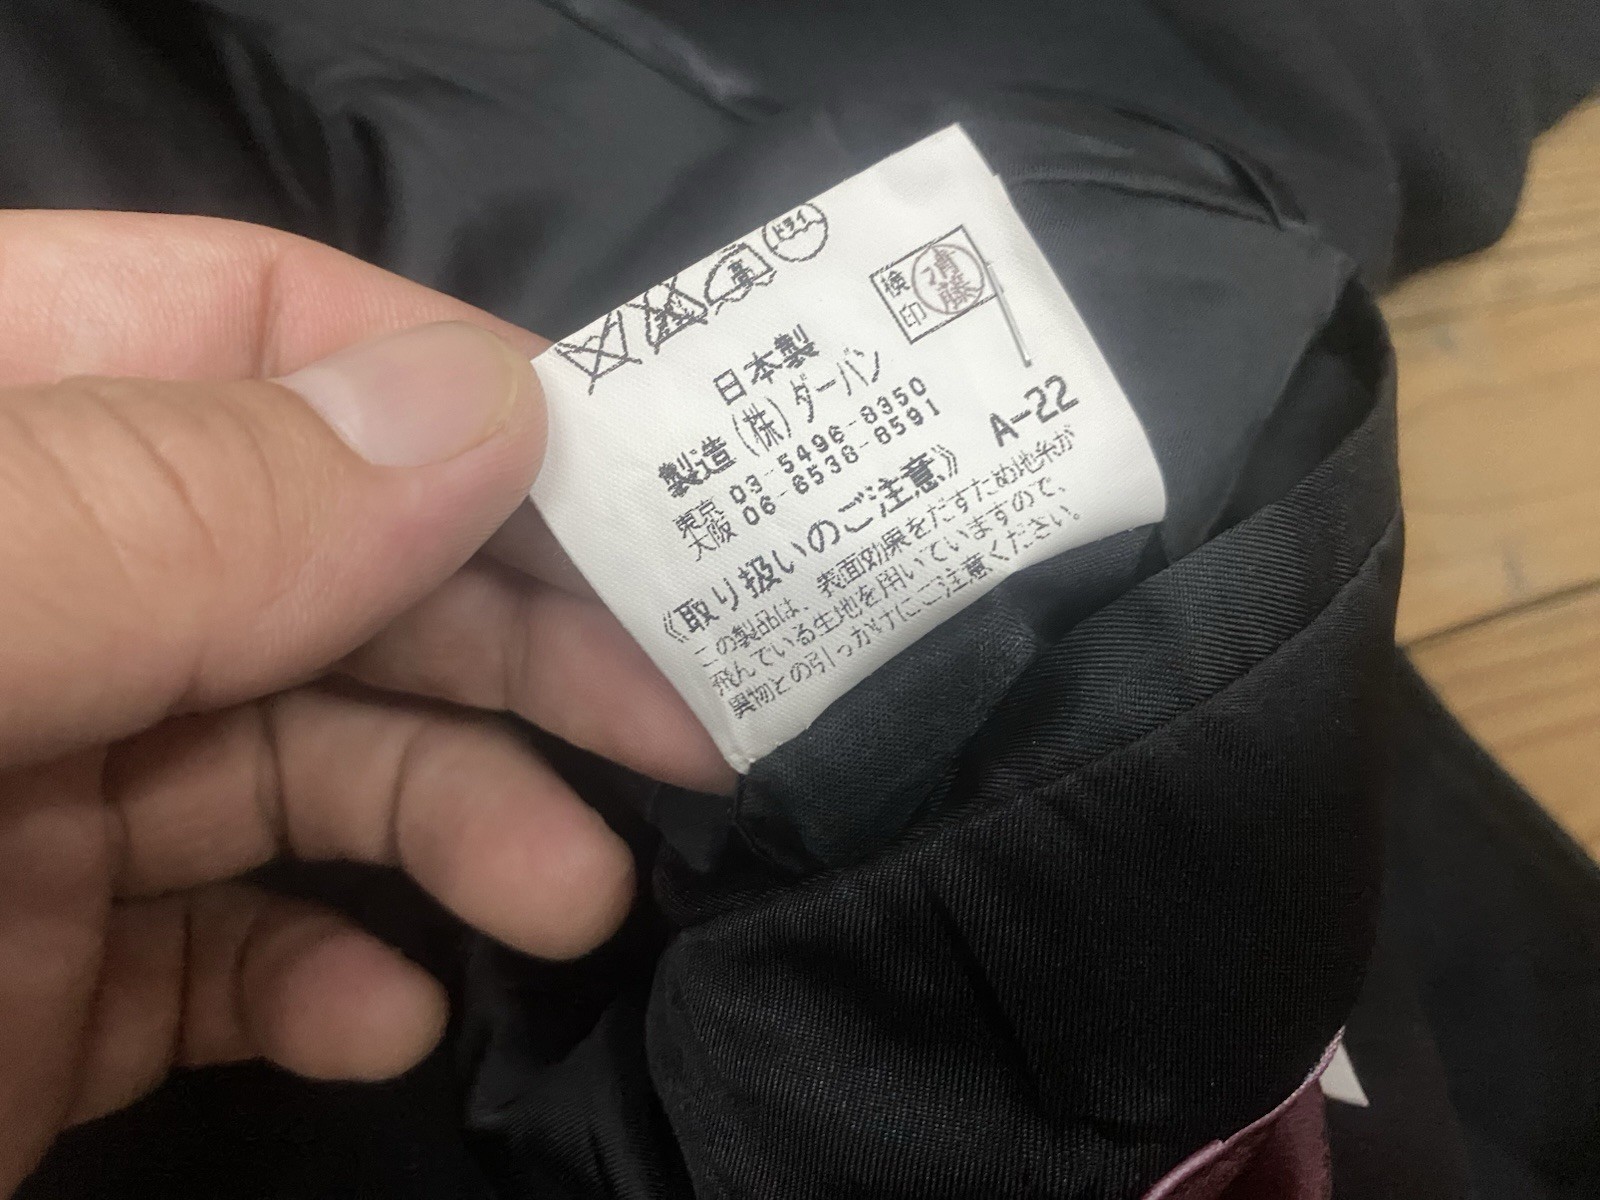 ドライ
検印
斉藤
日本製
製造 (株) ダーバン
東京 03-5496-8350
大阪 06-6538-8591
A-22
《取り扱いのご注意》
この製品は、表面効果をだすため地糸が
飛んでいる生地を用いていますので、
異物との引っかけにご注意ください。